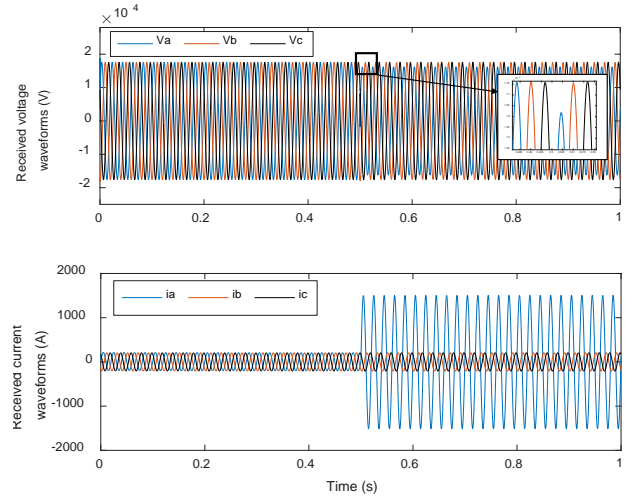 × 10 4
Va Vb Vc
2
1
0
-1
-2
0 0.2 0.4 0.6 0.8 1
Received voltage
waveforms (V)
ia ib ic
2000
1000
0
-1000
-2000
0 0.2 0.4 0.6 0.8 1
Received current
waveforms (A)
Time (s)